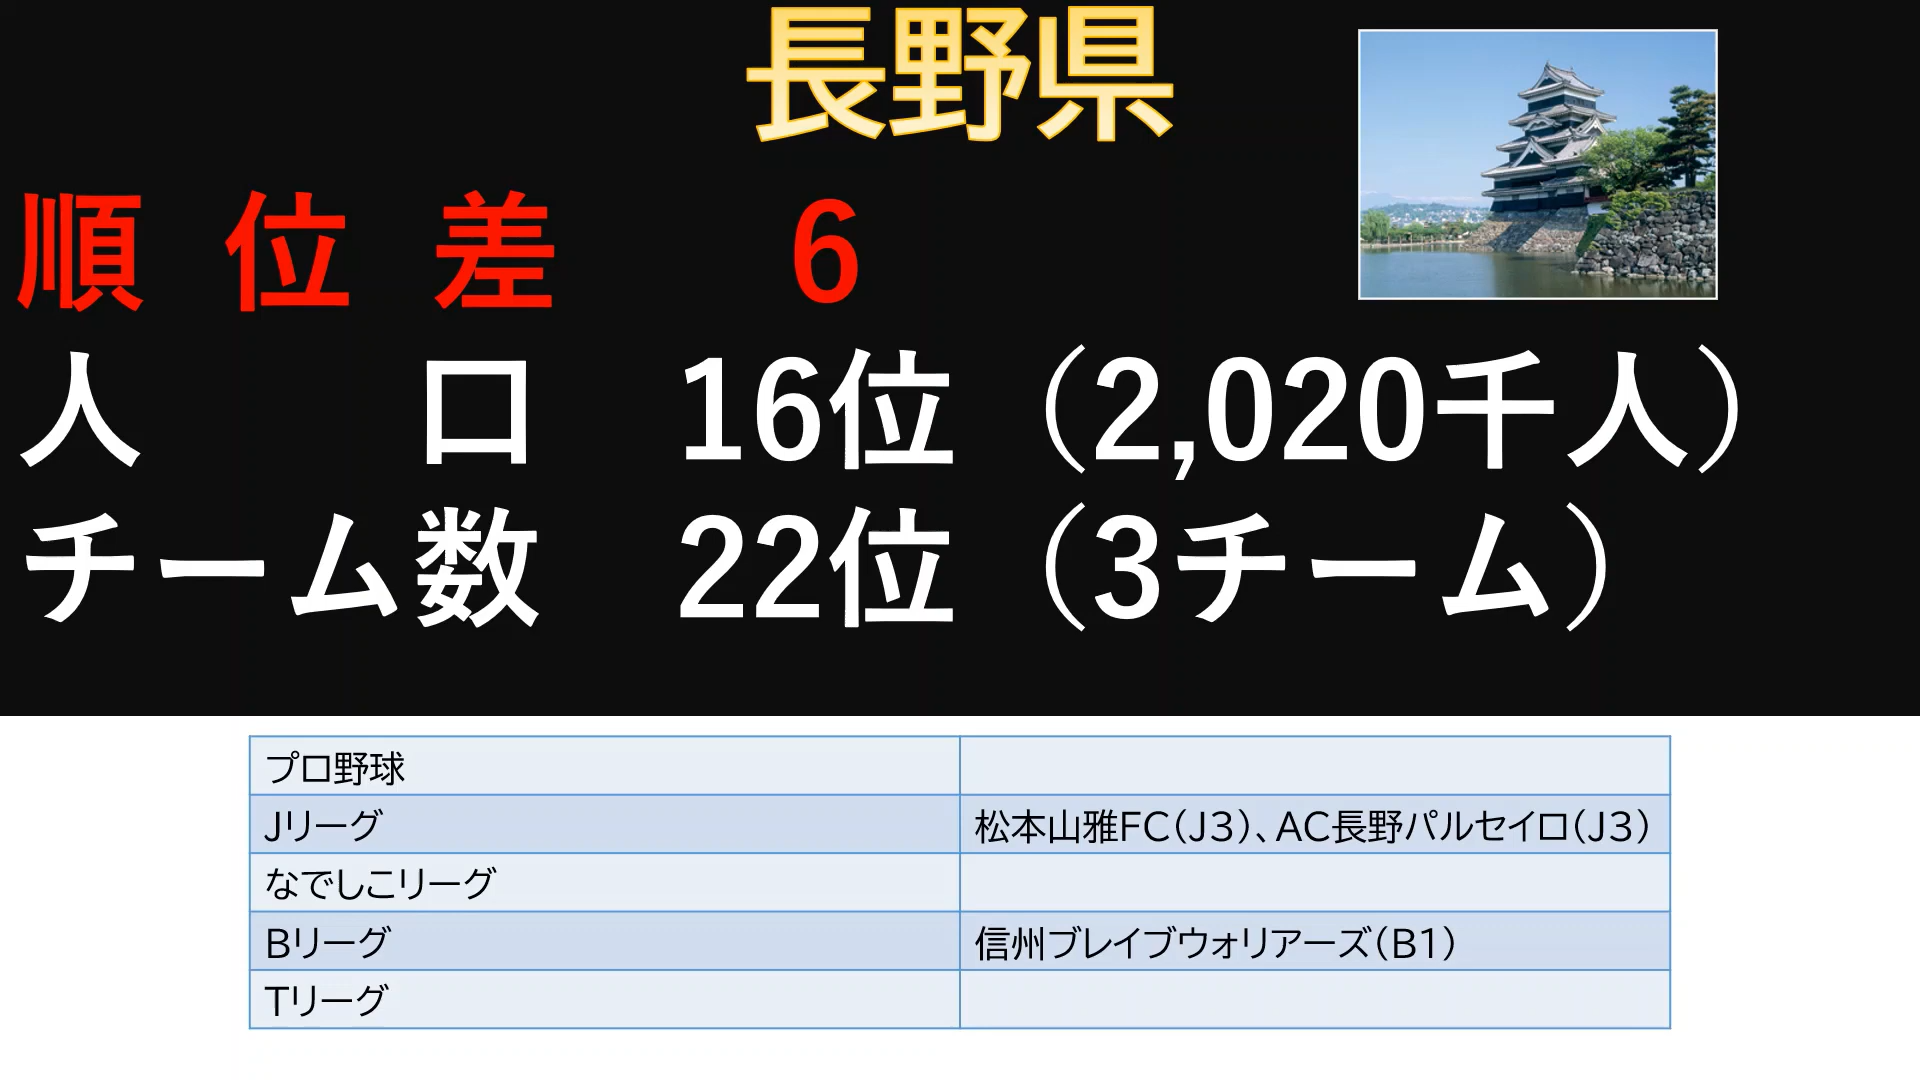 長野県
順位差 6
人口 16位（2,020千人）
チーム数 22位（3チーム）
プロ野球
Jリーグ 松本山雅FC(J3)、AC長野パルセイロ(J3)
なでしこリーグ
Bリーグ 信州ブレイブウォリアーズ(B1)
Tリーグ